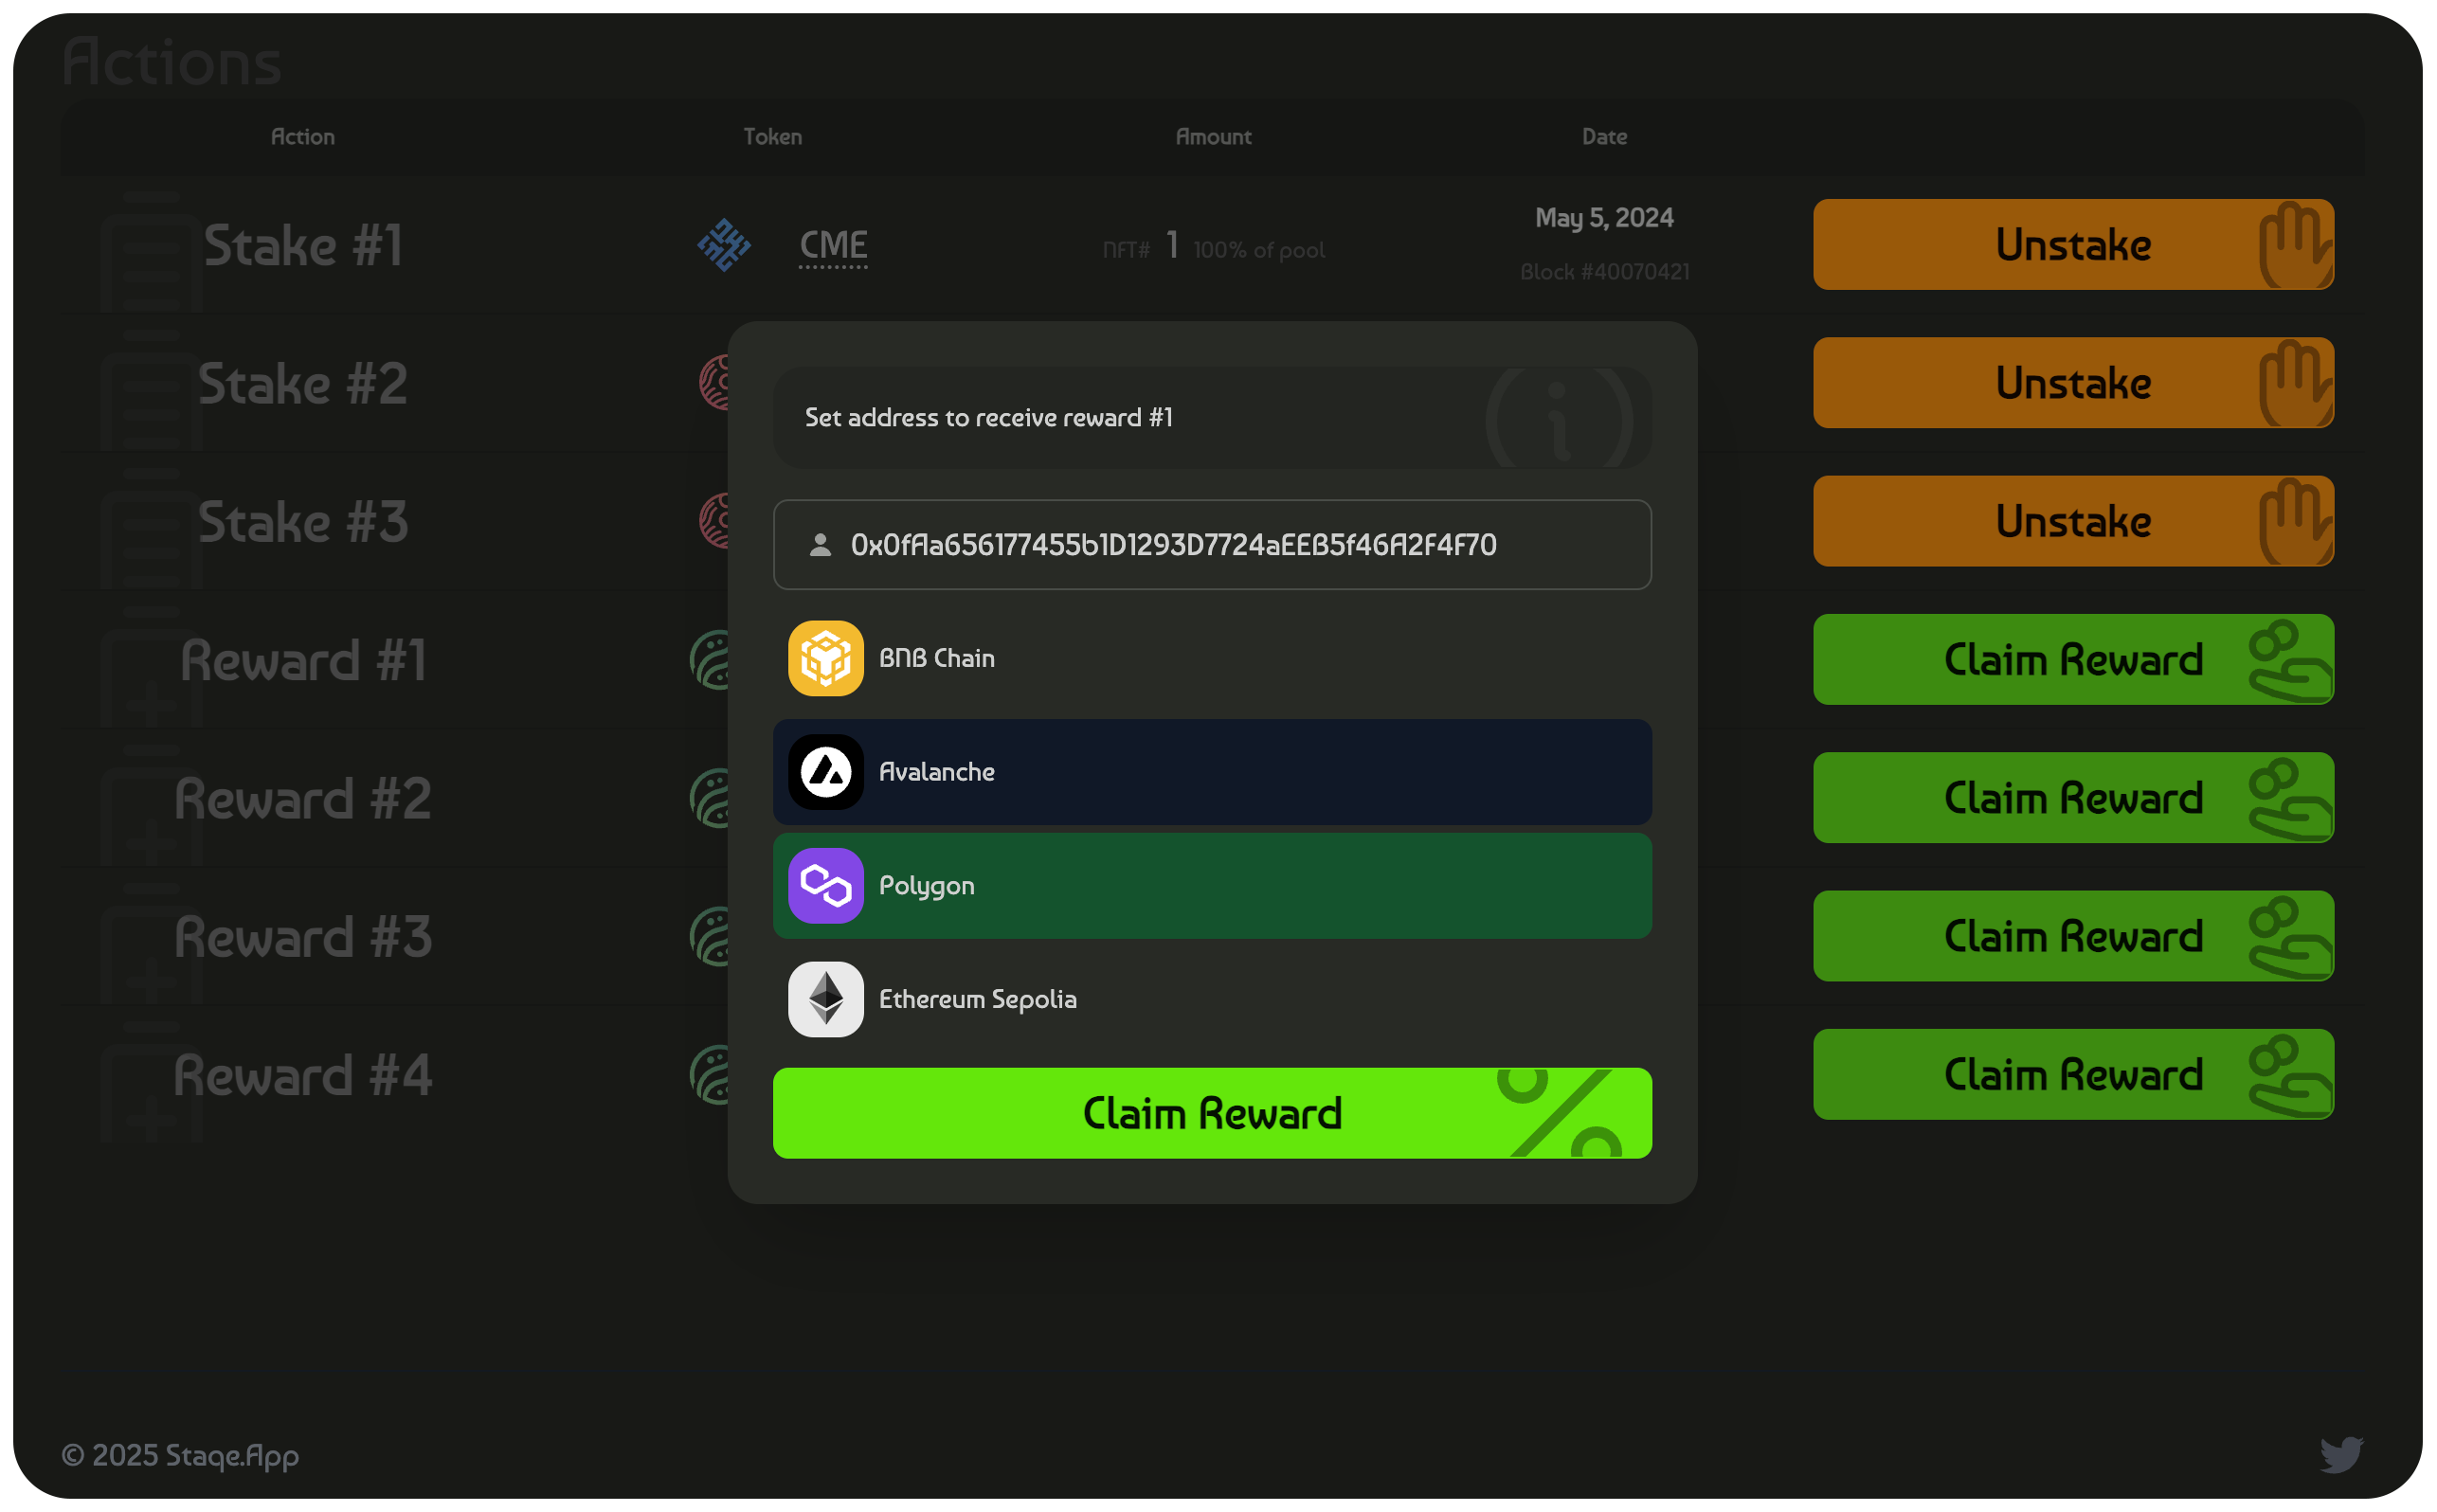 Actions
Action Token Amount Date
Stake #1 CME NFT# 1 100% of pool May 5, 2024 Block #40070421 Unstake
Stake #2 Unstake
Set address to receive reward #1
Stake #3 Unstake
0x0fAa656177455b1D1293D7724aEEB5f46A2F4F70
Reward #1 Claim Reward
BNB Chain
Reward #2 Claim Reward
Avalanche
Polygon
Reward #3 Claim Reward
Ethereum Sepolia
Reward #4 Claim Reward
Claim Reward
© 2025 Staqe.App